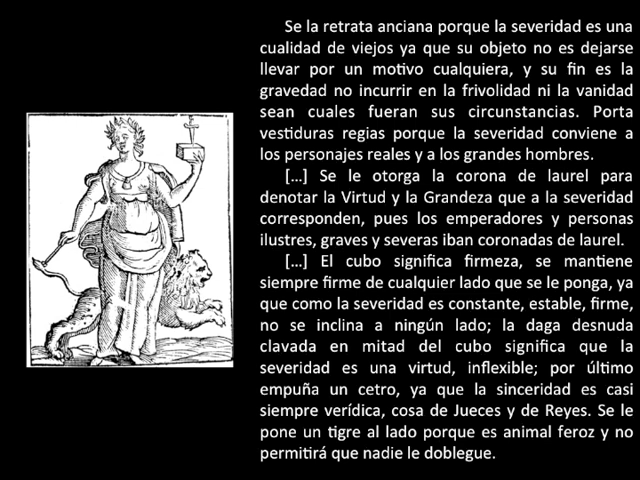 Se la retrata anciana porque la severidad es una
cualidad de viejos ya que su objeto no es dejarse
llevar por un motivo cualquiera, y su fin es la
gravedad no incurrir en la frivolidad ni la vanidad
sean cuales fueran sus circunstancias. Porta
vestiduras regias porque la severidad conviene a
los personajes reales y a los grandes hombres.
[...] Se le otorga la corona de laurel para
denotar la Virtud y la Grandeza que a la severidad
corresponden, pues los emperadores y personas
ilustres, graves y severas iban coronadas de laurel.
[...] El cubo significa firmeza, se mantiene
siempre firme de cualquier lado que se le ponga, ya
que como la severidad es constante, estable, firme,
no se inclina a ningún lado; la daga desnuda
clavada en mitad del cubo significa que la
severidad es una virtud, inflexible; por último
empuña un cetro, ya que la sinceridad es casi
siempre verídica, cosa de Jueces y de Reyes. Se le
pone un tigre al lado porque es animal feroz y no
permitirá que nadie le doblegue.